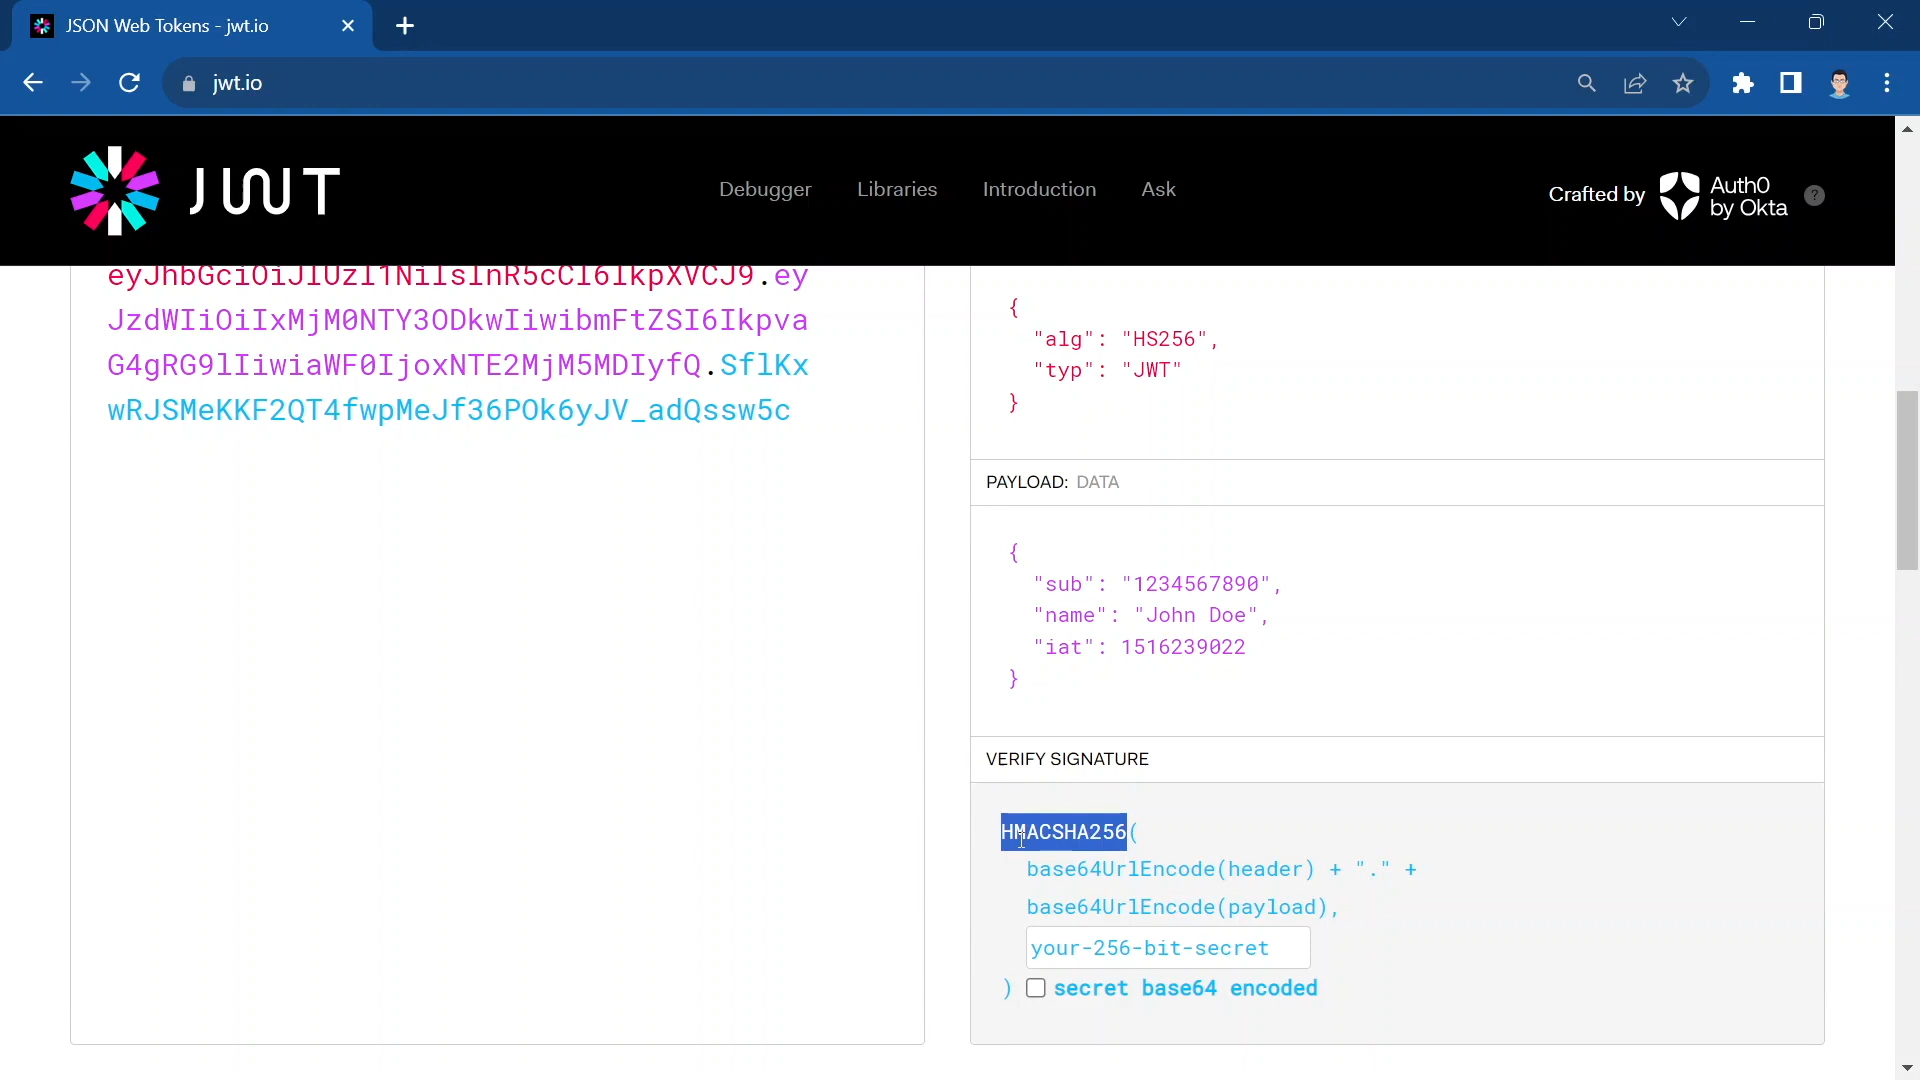 JSON Web Tokens - jwt.io
jwt.io
JWT
Debugger
Libraries
Introduction
Ask
Crafted by
Auth0
by Okta
?
eyJhbGciOiJIUzI1NiIsInR5cCI6IkpXVCJ9.ey
JzdWIiOiIxMjM0NTY3ODkwIiwibmFtZSI6Ikpva
G4gRG9lIiwiaWF0IjoxNTE2MjM5MDIyfQ.SflKx
wRJSMeKKF2QT4fwpMeJf36POk6yJV_adQssw5c
{
"alg": "HS256",
"typ": "JWT"
}
PAYLOAD: DATA
{
"sub": "1234567890",
"name": "John Doe",
"iat": 1516239022
}
VERIFY SIGNATURE
HMACSHA256(
base64UrlEncode(header) + "." +
base64UrlEncode(payload),
your-256-bit-secret
) secret base64 encoded